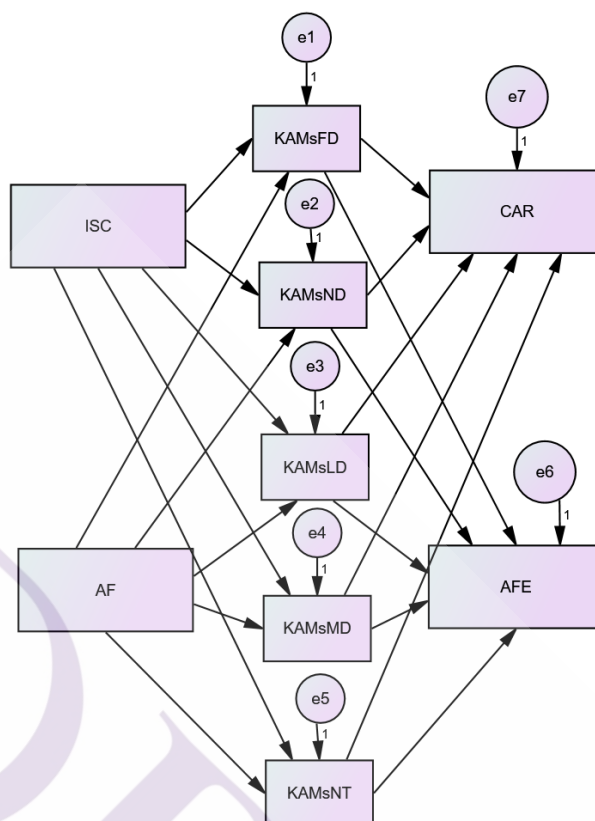 e1
1
e7
KAMsFD
1
e2
ISC
CAR
1
KAMsND
e3
1
KAMsLD
e6
e4
1
1
AF
AFE
KAMsMD
e5
1
KAMsNT